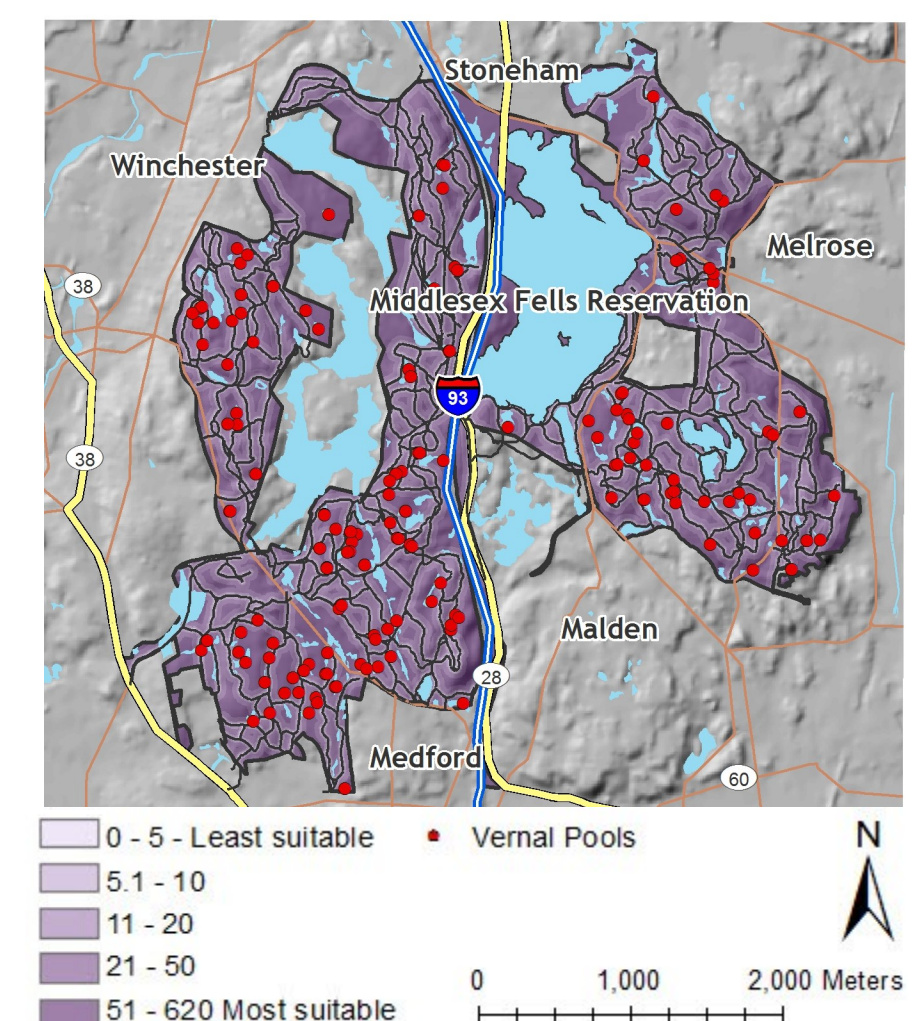 Stoneham
Winchester
Melrose
38
Middlesex Fells Reservation
93
38
Malden
28
Medford
60
0 - 5 - Least suitable
Vernal Pools
N
5.1 - 10
11 - 20
21 - 50
0 1,000 2,000 Meters
51 - 620 Most suitable